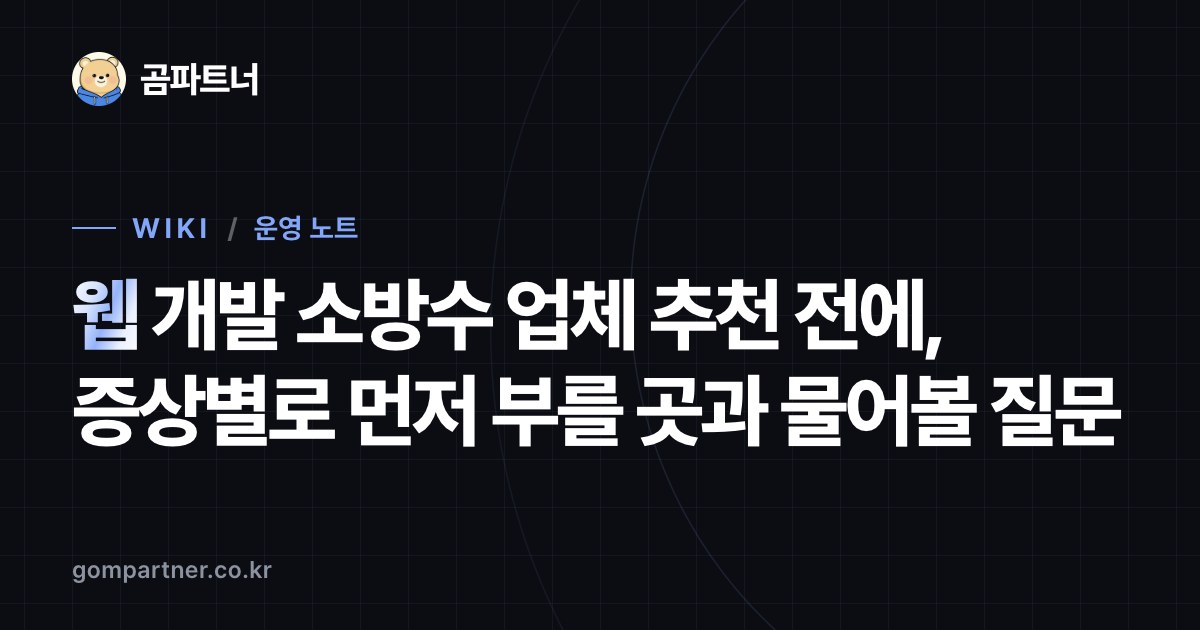 곰파트너
WIKI / 운영 노트
웹 개발 소방수 업체 추천 전에,
증상별로 먼저 부를 곳과 물어볼 질문
gompartner.co.kr